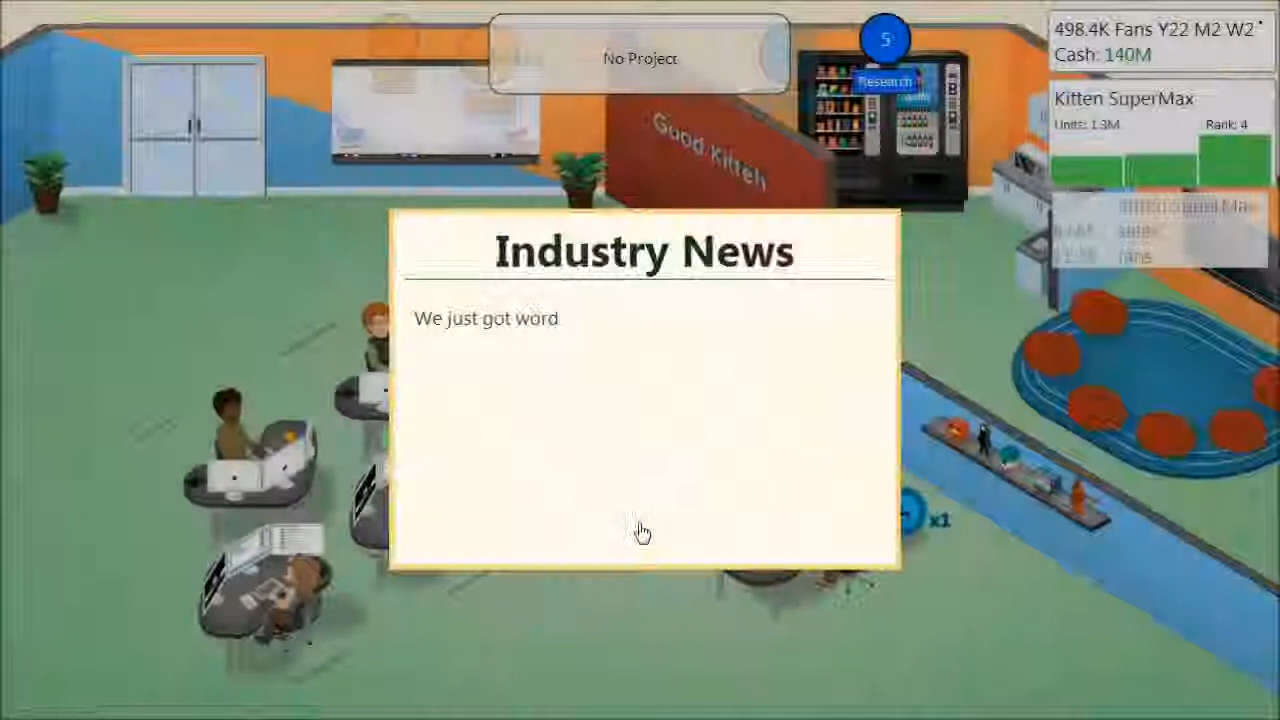 No Project
5
Research
498.4K Fans Y22 M2 W2
Cash: 140M
Kitten SuperMax
Units: 1.3M
Rank: 4
Good Kitteh
Industry News
We just got word
fans
x1